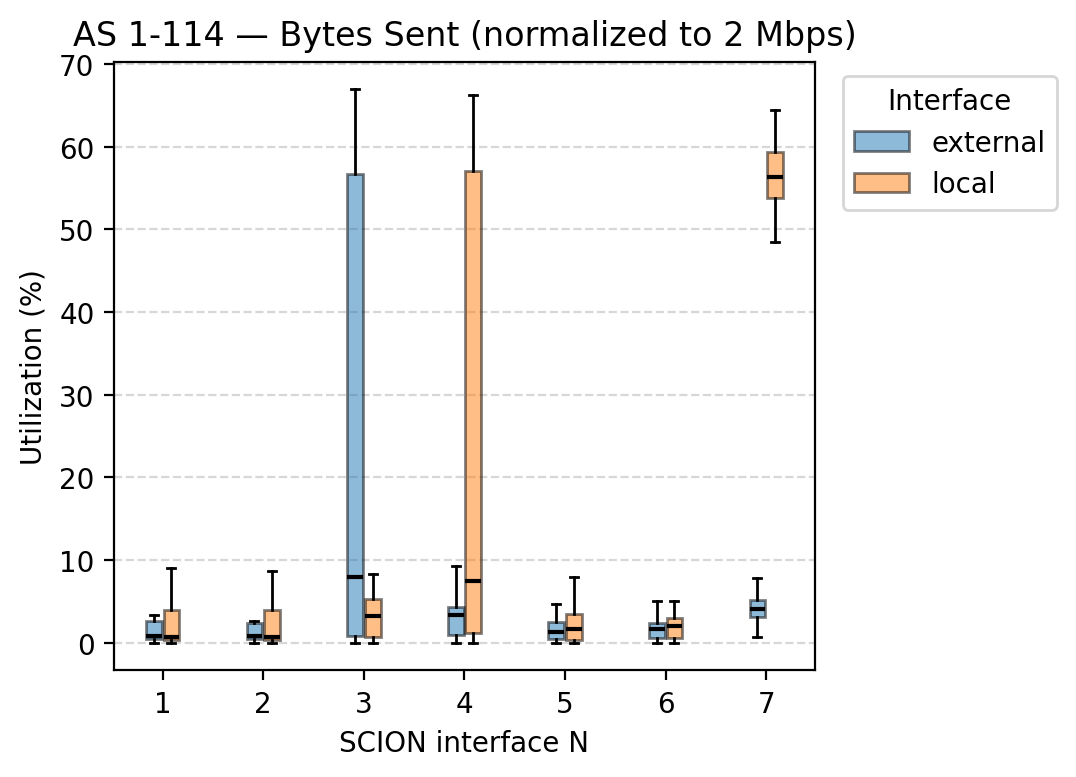 AS 1-114 — Bytes Sent (normalized to 2 Mbps)
70
60
50
40
30
20
10
0
Utilization (%)
1 2 3 4 5 6 7
SCION interface N
Interface
external
local